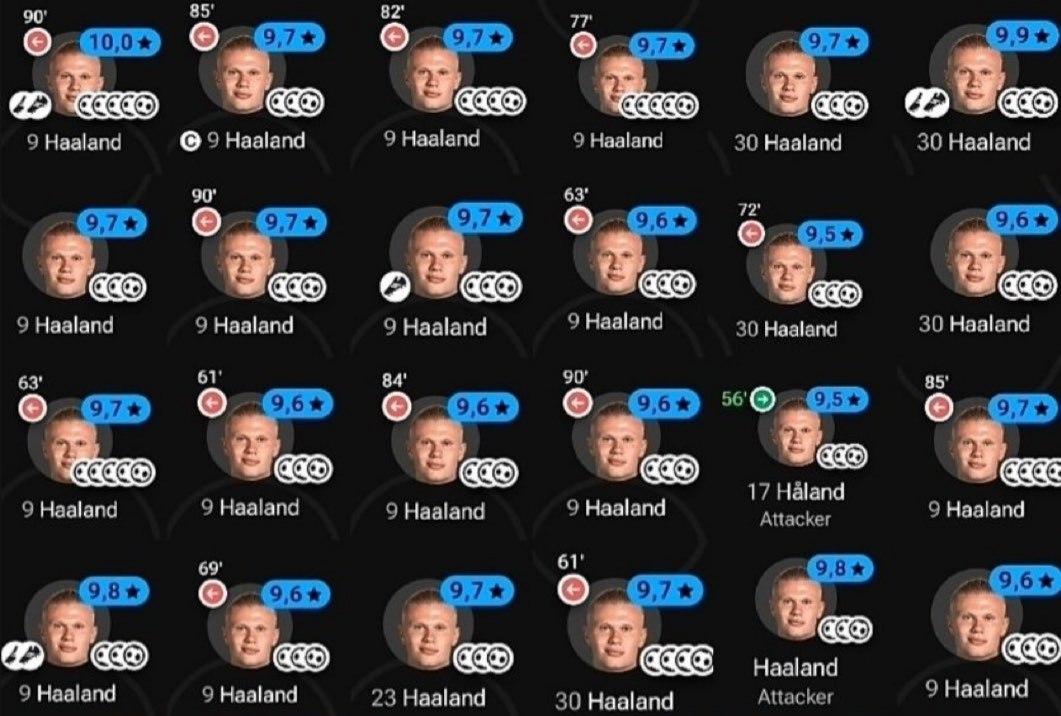 90'
10,0 ★
9 Haaland
85'
9,7 ★
C 9 Haaland
82'
9,7 ★
9 Haaland
77'
9,7 ★
9 Haaland
9,7 ★
30 Haaland
9,9 ★
30 Haaland
9,7 ★
9 Haaland
90'
9,7 ★
9 Haaland
9,7 ★
9 Haaland
63'
9,6 ★
9 Haaland
72'
9,5 ★
30 Haaland
9,6 ★
30 Haaland
63'
9,7 ★
9 Haaland
61'
9,6 ★
9 Haaland
84'
9,6 ★
9 Haaland
90'
9,6 ★
9 Haaland
56'
9,5 ★
17 Håland
Attacker
85'
9,7 ★
9 Haaland
9,8 ★
9 Haaland
69'
9,6 ★
9 Haaland
9,7 ★
23 Haaland
61'
9,7 ★
30 Haaland
9,8 ★
Haaland
Attacker
9,6 ★
9 Haaland